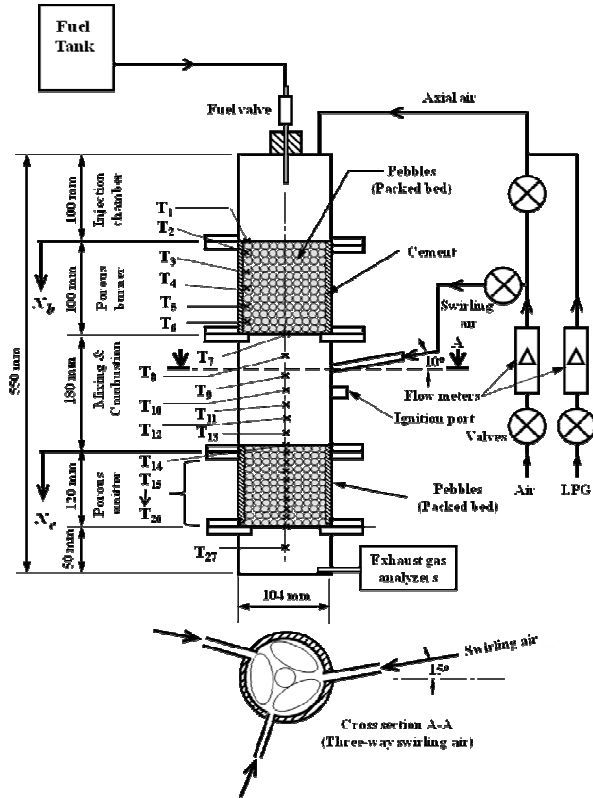 Fuel
Tank
Fuel valve
Axial air
Pebbles
(Packed bed)
100 mm
Injection
chamber
T1
T2
T3
T4
T5
T6
Cement
Xb
100 mm
Porous
burner
Swirling
air
A
10°
550 mm
180 mm
Mixing &
Combustion
T7
T8
T9
T10
T11
T12
T13
Flow meters
Ignition port
Valves
Air
LPG
Xe
120 mm
Porous
emitter
T14
T15
T26
Pebbles
(Packed bed)
50 mm
T27
Exhaust gas
analyzers
104 mm
Swirling air
15°
Cross section A-A
(Three-way swirling air)